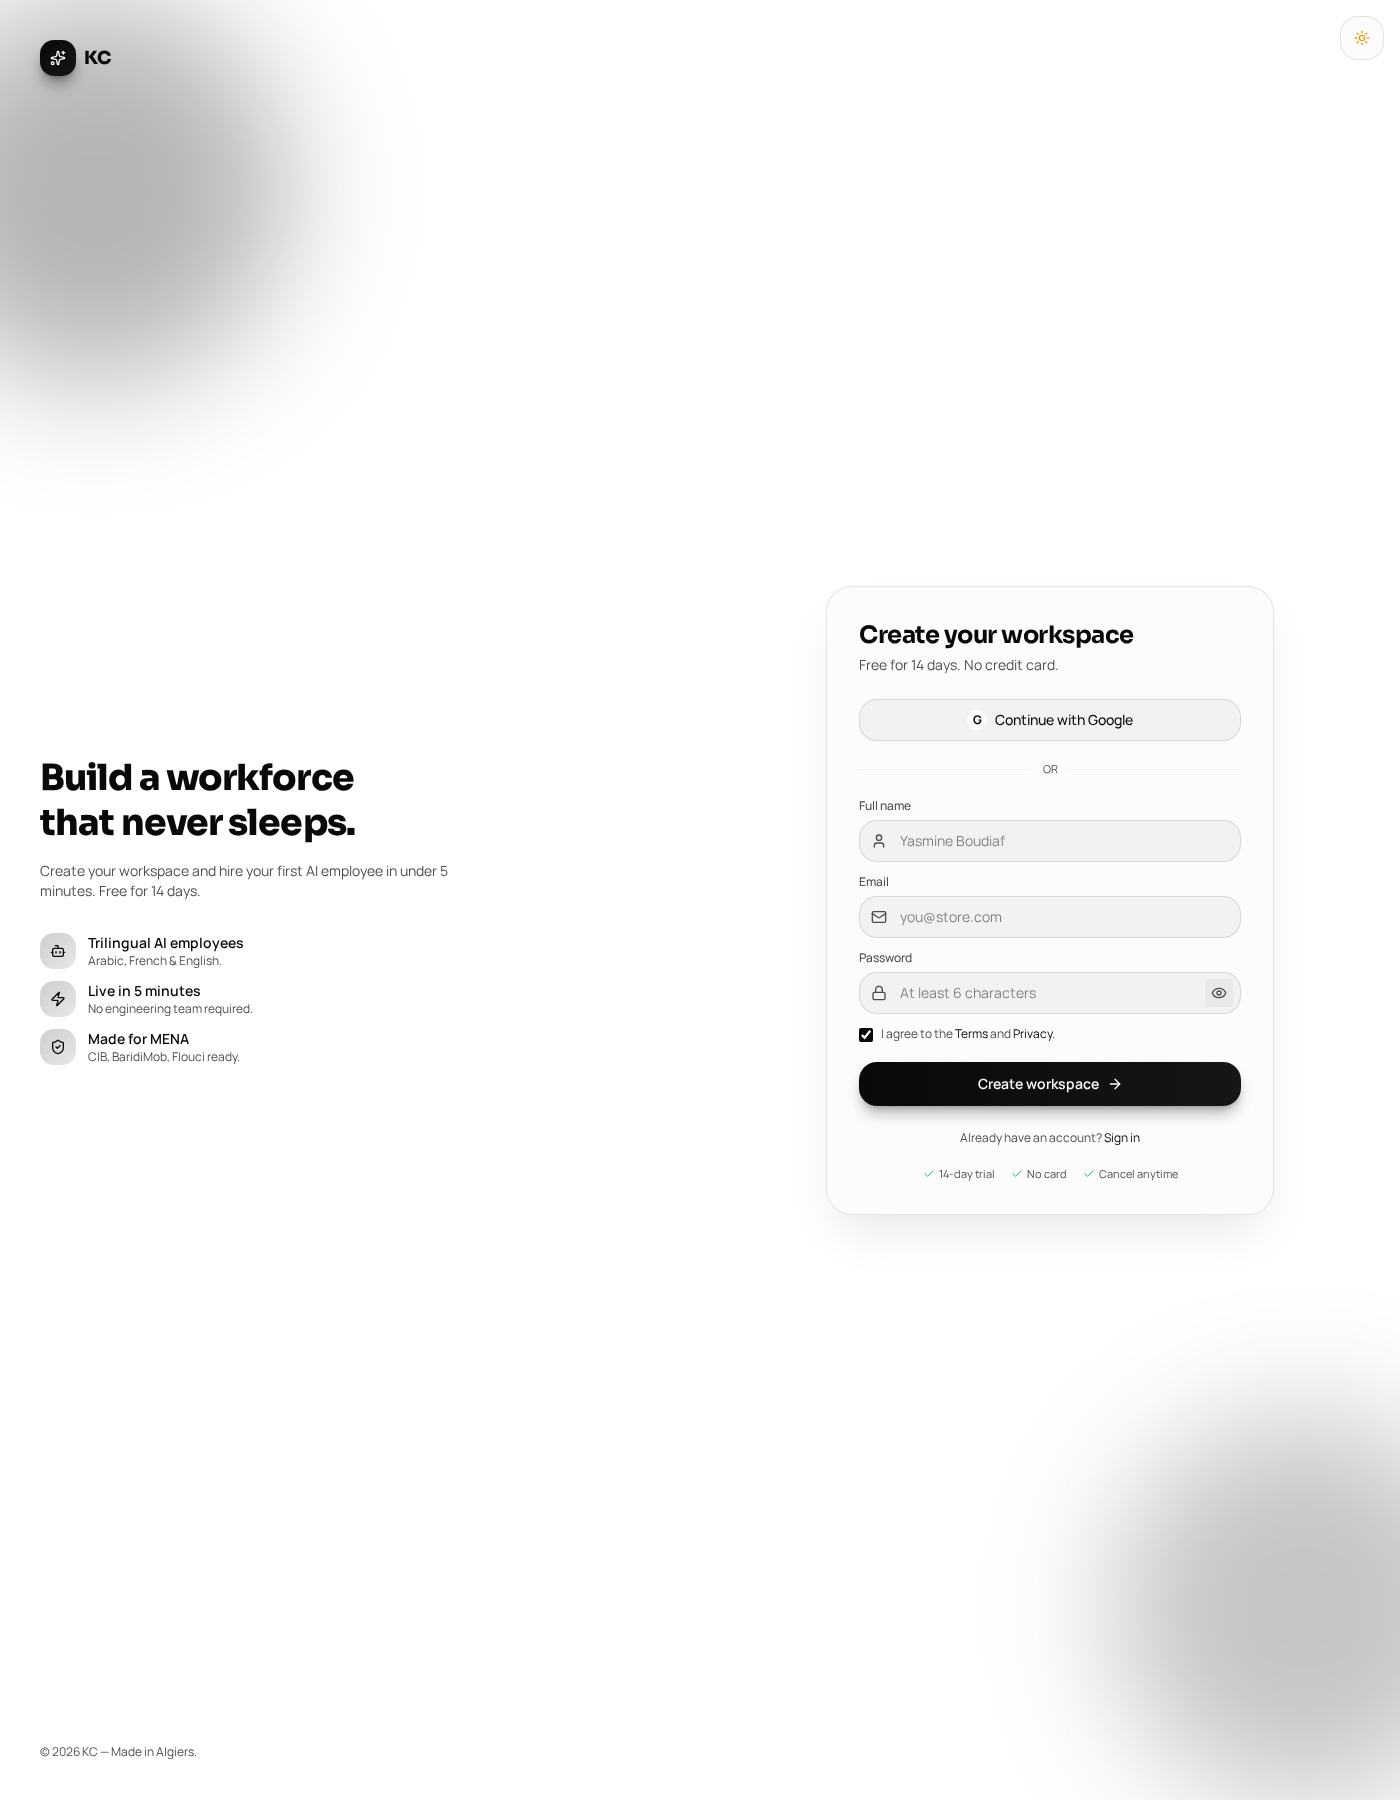 KC
Build a workforce
that never sleeps.
Create your workspace and hire your first AI employee in under 5
minutes. Free for 14 days.
Trilingual AI employees
Arabic, French & English.
Live in 5 minutes
No engineering team required.
Made for MENA
CIB, BaridiMob, Flouci ready.
© 2026 KC — Made in Algiers.
Create your workspace
Free for 14 days. No credit card.
G Continue with Google
OR
Full name
Yasmine Boudiaf
Email
you@store.com
Password
At least 6 characters
I agree to the Terms and Privacy.
Create workspace
Already have an account? Sign in
14-day trial No card Cancel anytime